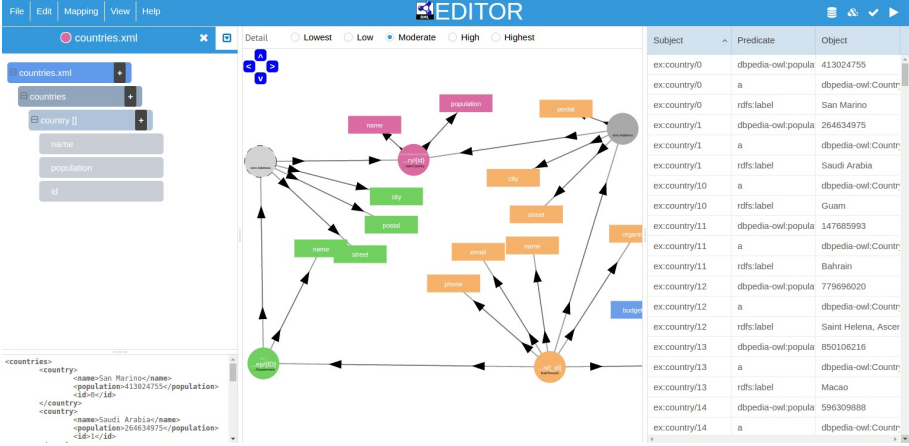 File Edit Mapping View Help
RML EDITOR
countries.xml
Detail Lowest Low Moderate High Highest
countries.xml
countries
country []
name
population
id
<countries>
<country>
<name>San Marino</name>
<population>413024755</population>
<id>0</id>
</country>
<country>
<name>Saudi Arabia</name>
<population>264634975</population>
<id>1</id>
population
name
postal
...ry/{id}
city
city
street
postal
name
street
email
name
phone
budget
Subject Predicate Object
ex:country/0 dbpedia-owl:popula 413024755
ex:country/0 a dbpedia-owl:Countr
ex:country/0 rdfs:label San Marino
ex:country/1 dbpedia-owl:popula 264634975
ex:country/1 a dbpedia-owl:Countr
ex:country/1 rdfs:label Saudi Arabia
ex:country/10 a dbpedia-owl:Countr
ex:country/10 rdfs:label Guam
ex:country/11 dbpedia-owl:popula 147685993
ex:country/11 a dbpedia-owl:Countr
ex:country/11 rdfs:label Bahrain
ex:country/12 dbpedia-owl:popula 779696020
ex:country/12 a dbpedia-owl:Countr
ex:country/12 rdfs:label Saint Helena, Ascen
ex:country/13 dbpedia-owl:popula 850106216
ex:country/13 a dbpedia-owl:Countr
ex:country/13 rdfs:label Macao
ex:country/14 dbpedia-owl:popula 596309888
ex:country/14 a dbpedia-owl:Countr